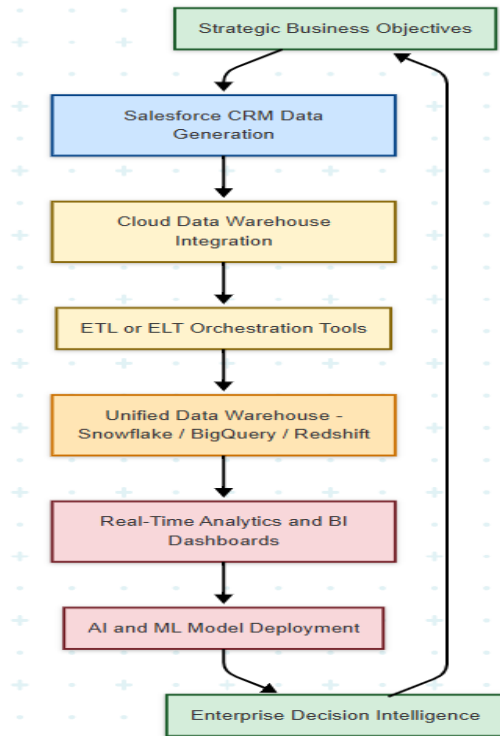 Strategic Business Objectives
Salesforce CRM Data
Generation
Cloud Data Warehouse
Integration
ETL or ELT Orchestration Tools
Unified Data Warehouse -
Snowflake / BigQuery / Redshift
Real-Time Analytics and BI
Dashboards
AI and ML Model Deployment
Enterprise Decision Intelligence